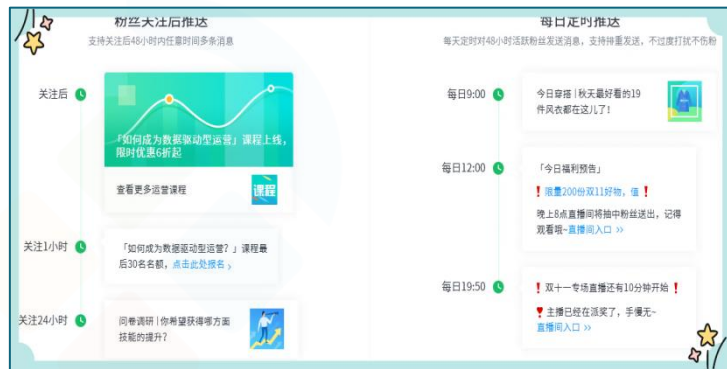 粉丝关注后推送
支持关注后48小时内任意时间多条消息
关注后
「如何成为数据驱动型运营」课程上线，
限时优惠6折起
查看更多运营课程
课程
关注1小时
「如何成为数据驱动型运营？」课程最
后30名名额，点击此处报名 >
关注24小时
问卷调研 | 你希望获得哪方面
技能的提升？
每日定时推送
每天定时对48小时活跃粉丝发送消息，支持排重发送，不过度打扰不伤粉
每日9:00
今日穿搭 | 秋天最好看的19
件风衣都在这儿了！
每日12:00
「今日福利预告」
❗ 限量200份双11好物，值 ❗
晚上8点直播间将抽中粉丝送出，记得
观看哦~直播间入口 >>
每日19:50
❗ 双十一专场直播还有10分钟开始 ❗
❣ 主播已经在派奖了，手慢无~
直播间入口 >>